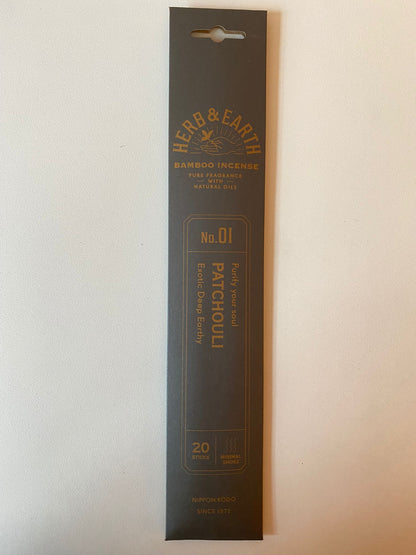 HERB & EARTH
BAMBOO INCENSE
PURE FRAGRANCE
WITH
NATURAL OILS
No.01
Purify your soul
PATCHOULI
Exotic Deep Earthy
20
STICKS
MINIMAL
SMOKE
NIPPON KODO
SINCE 1575